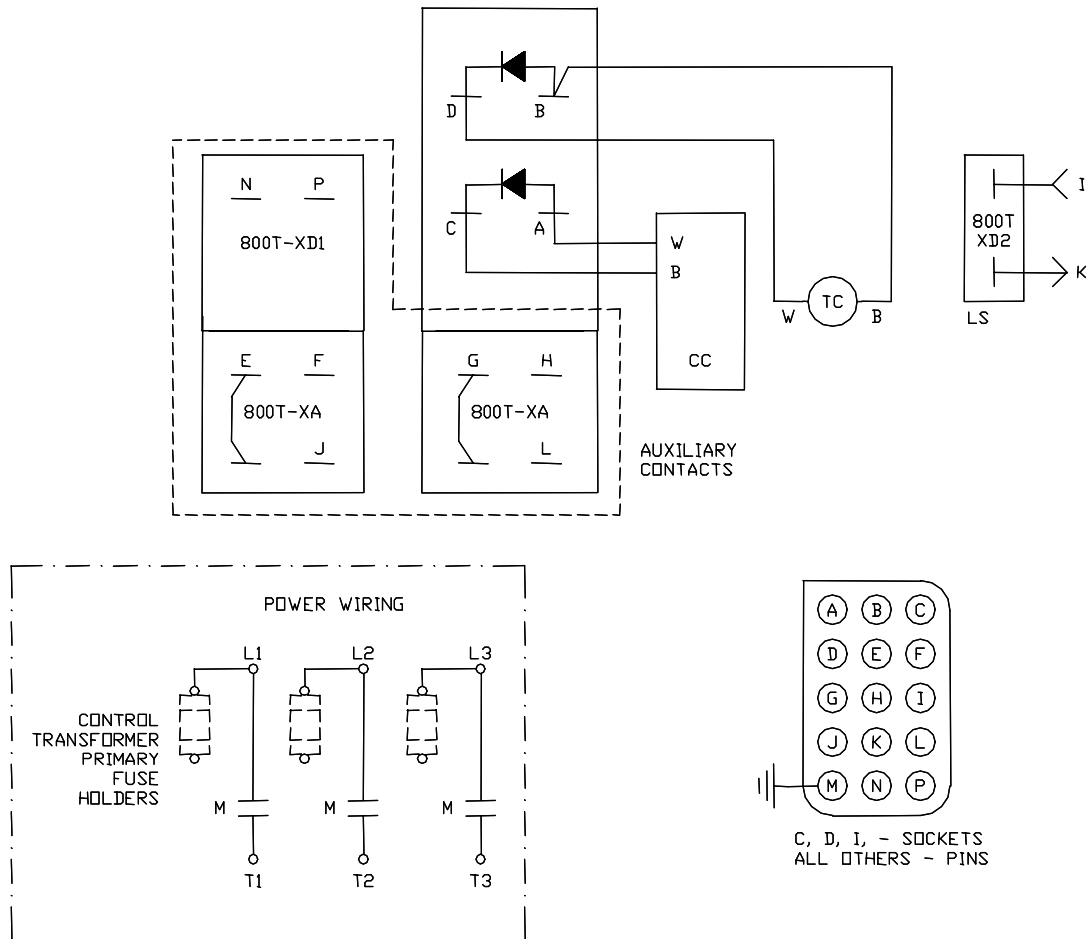 D B
N P
800T-XD1
C A
W
B
CC
W TC B
I
800T
XD2
K
LS
E F
800T-XA
J
G H
800T-XA
L
AUXILIARY
CONTACTS
POWER WIRING
L1 L2 L3
CONTROL
TRANSFORMER
PRIMARY
FUSE
HOLDERS
M M M
T1 T2 T3
A B C
D E F
G H I
J K L
M N P
C, D, I, - SOCKETS
ALL OTHERS - PINS